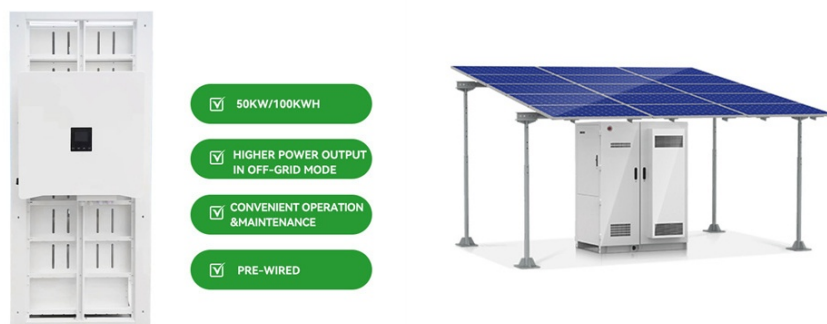 50KW/100KWH
HIGHER POWER OUTPUT
IN OFF-GRID MODE
CONVENIENT OPERATION
&MAINTENANCE
PRE-WIRED